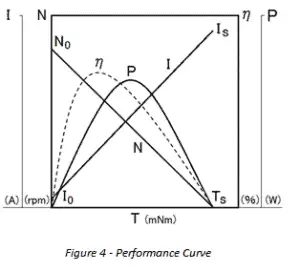 I N η P
N₀ Iₛ
η P I
N
I₀ Tₛ
(A) (rpm) (%) (W)
T (mNm)
Figure 4 - Performance Curve